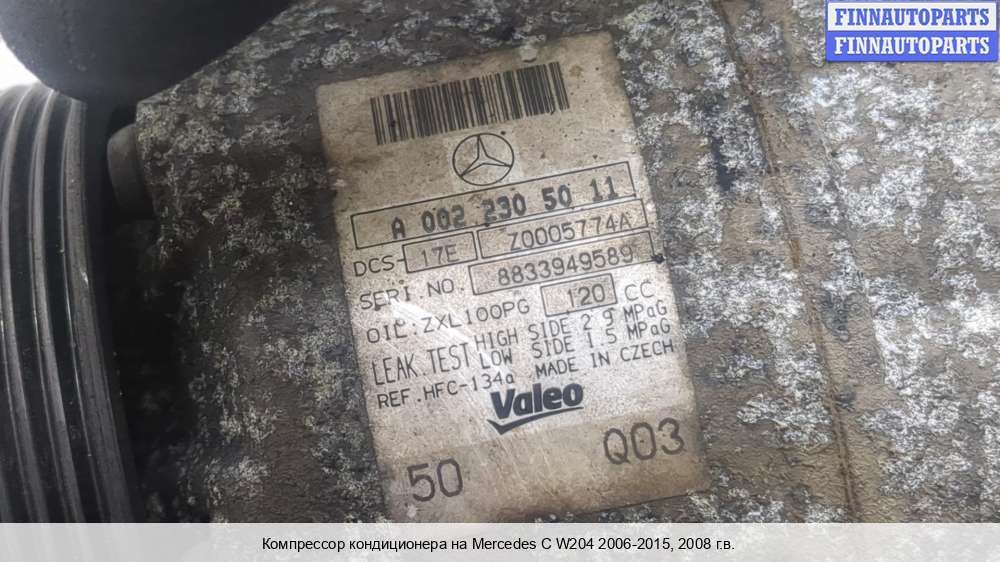 FINNAUTOPARTS
FINNAUTOPARTS
A 002 230 50 11
DCS-17E Z0005774A
SERI.NO. 8833949589
OIL:ZXL100PG 120 CC
LEAK TEST HIGH SIDE 2.9 MPaG
LOW SIDE 1.5 MPaG
REF.HFC-134a MADE IN CZECH
Valeo
50 Q03
Компрессор кондиционера на Mercedes C W204 2006-2015, 2008 г.в.